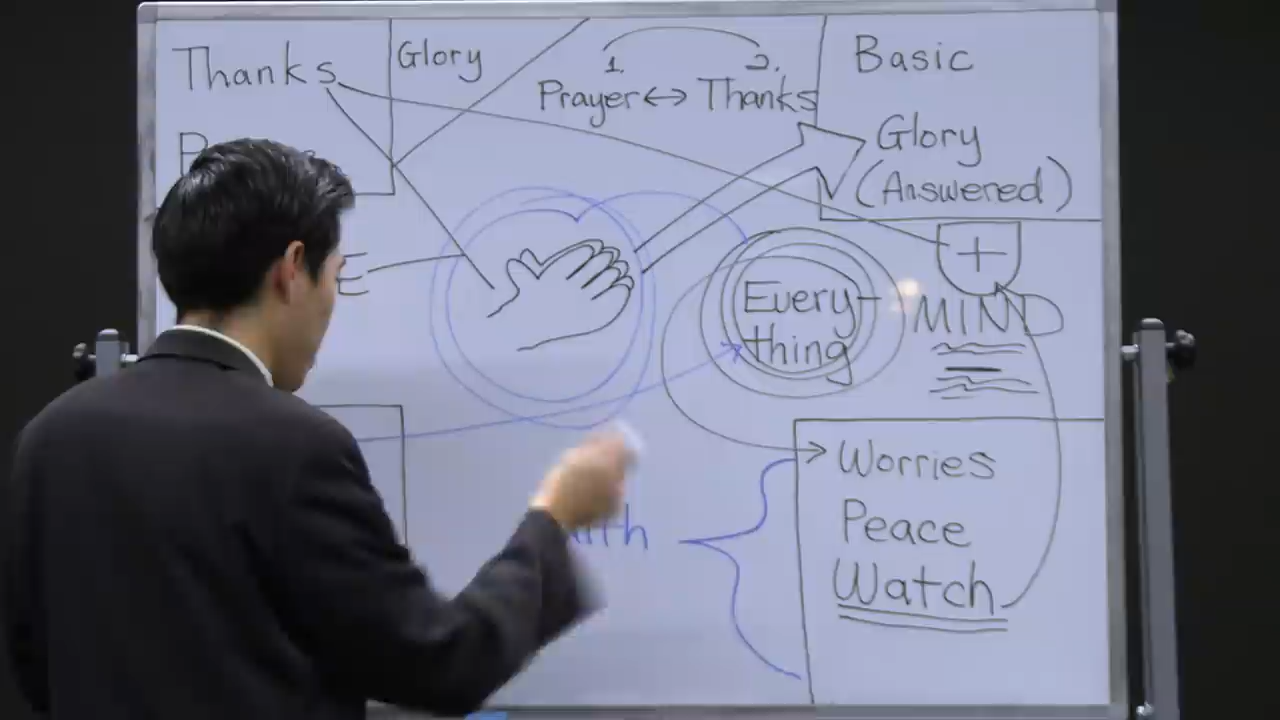 Thanks
Glory
1. 2.
Prayer ↔ Thanks
Basic
Glory
(Answered)
E
Every-
thing
MIND
Worries
Peace
Watch